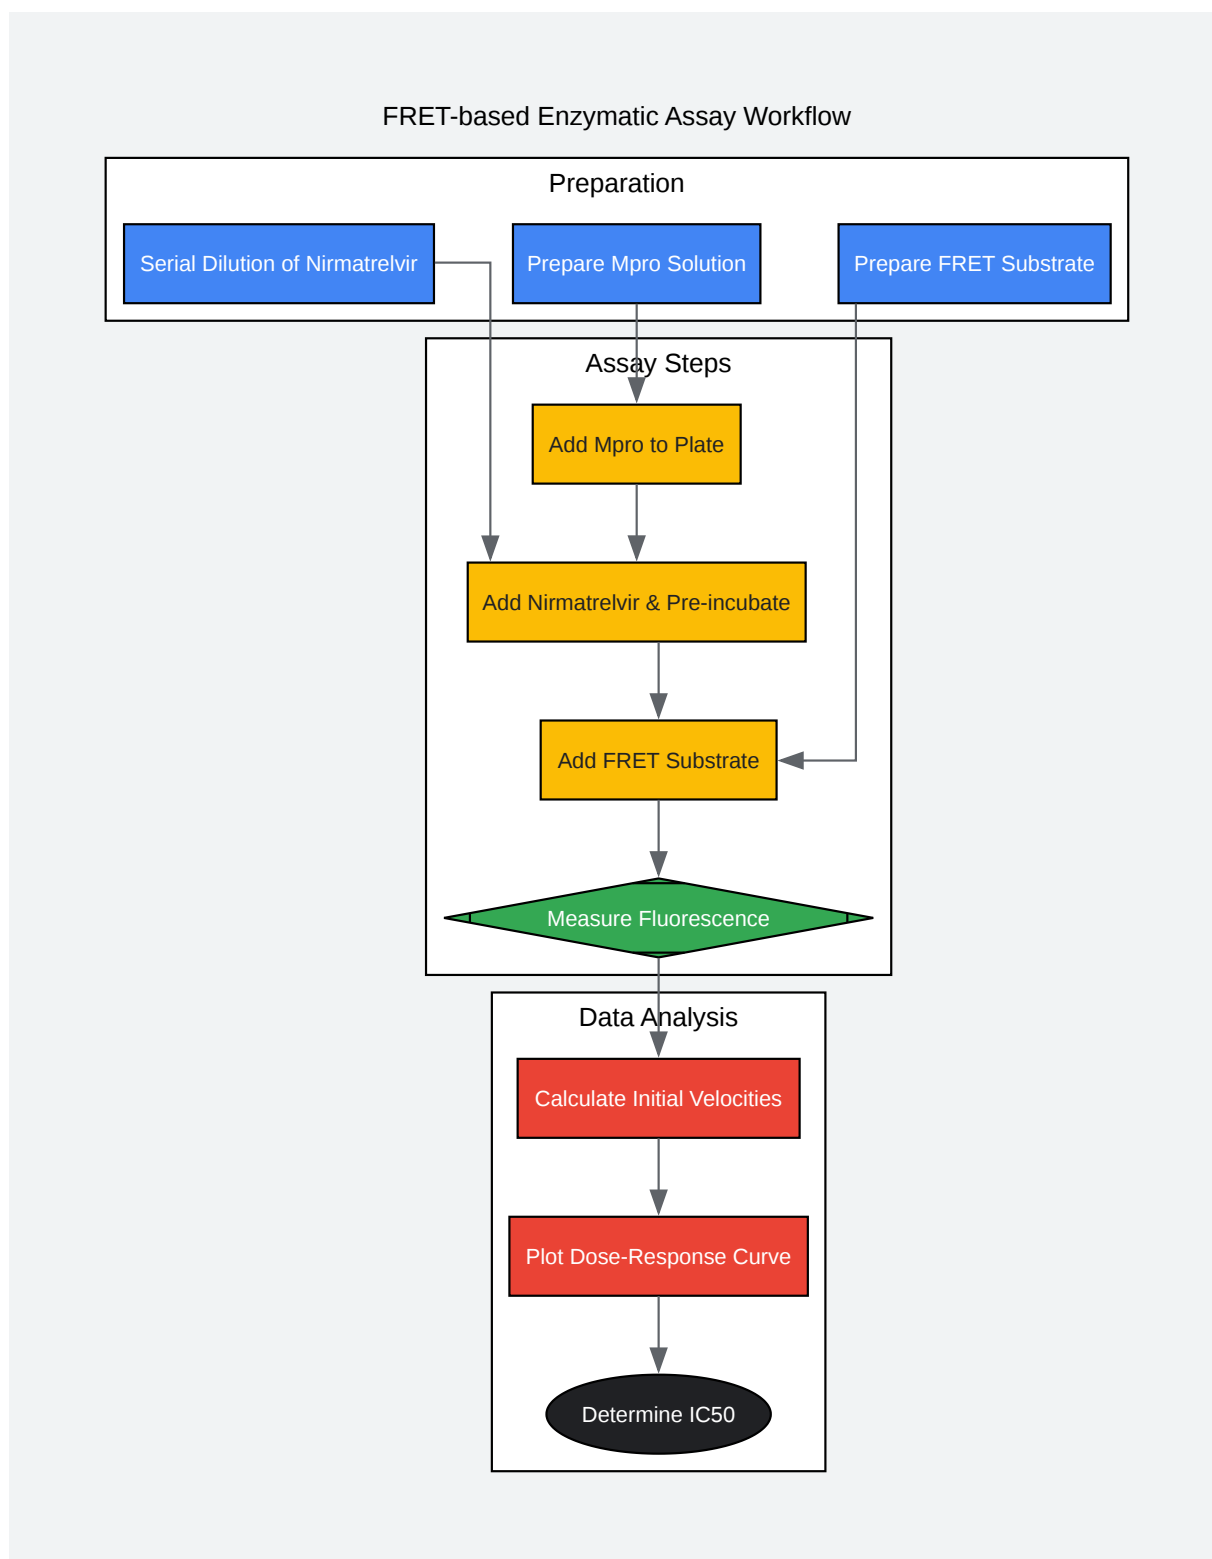 FRET-based Enzymatic Assay Workflow
Preparation
Serial Dilution of Nirmatrelvir
Prepare Mpro Solution
Prepare FRET Substrate
Assay Steps
Add Mpro to Plate
Add Nirmatrelvir & Pre-incubate
Add FRET Substrate
Measure Fluorescence
Data Analysis
Calculate Initial Velocities
Plot Dose-Response Curve
Determine IC50